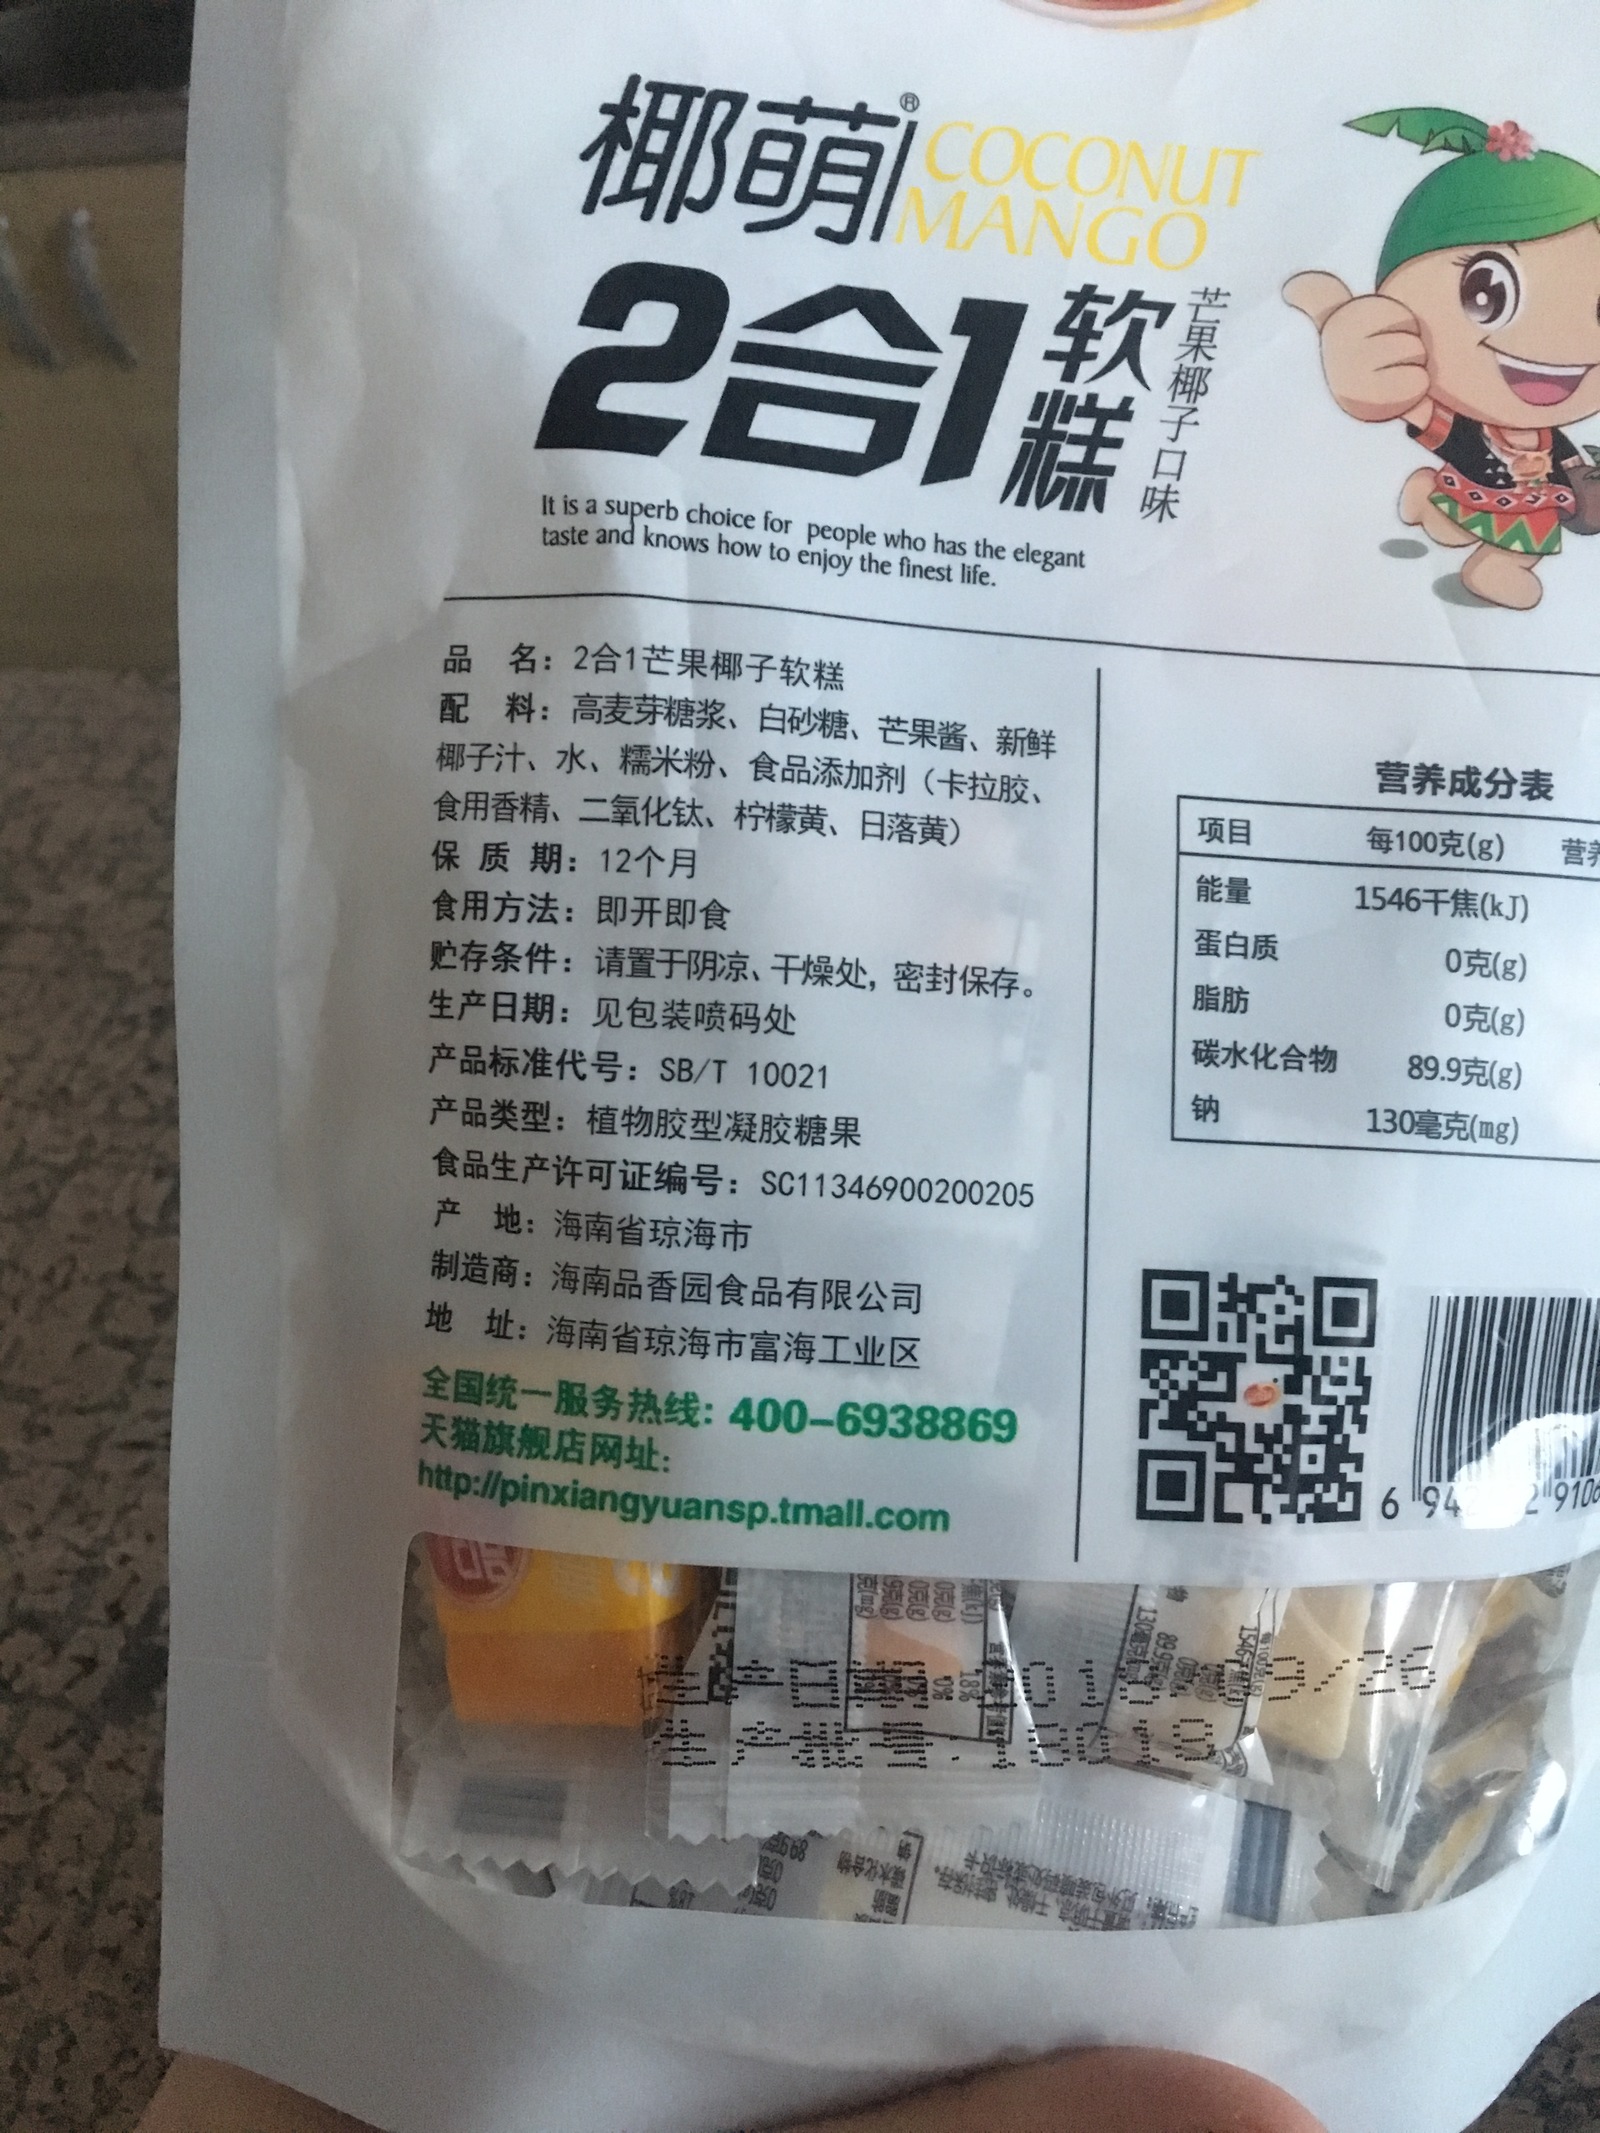 椰萌®
COCONUT
MANGO
2合1
软糕
芒果椰子口味
It is a superb choice for people who has the elegant
taste and knows how to enjoy the finest life.
品 名：2合1芒果椰子软糕
配 料：高麦芽糖浆、白砂糖、芒果酱、新鲜
椰子汁、水、糯米粉、食品添加剂（卡拉胶、
食用香精、二氧化钛、柠檬黄、日落黄）
保 质 期：12个月
食用方法：即开即食
贮存条件：请置于阴凉、干燥处，密封保存。
生产日期：见包装喷码处
产品标准代号：SB/T 10021
产品类型：植物胶型凝胶糖果
食品生产许可证编号：SC11346900200205
产 地：海南省琼海市
制造商：海南品香园食品有限公司
地 址：海南省琼海市富海工业区
全国统一服务热线：400-6938869
天猫旗舰店网址：
http://pinxiangyuansp.tmall.com
营养成分表
项目 每100克(g) 营养
能量 1546千焦(kJ)
蛋白质 0克(g)
脂肪 0克(g)
碳水化合物 89.9克(g)
钠 130毫克(mg)
生产日期
生产批号